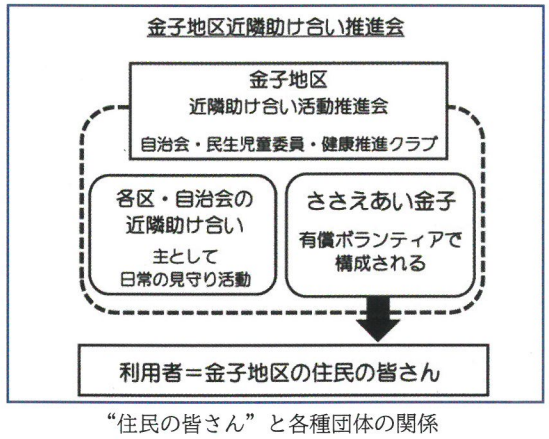 金子地区近隣助け合い推進会
金子地区
近隣助け合い活動推進会
自治会・民生児童委員・健康推進クラブ
各区・自治会の
近隣助け合い
主として
日常の見守り活動
ささえあい金子
有償ボランティアで
構成される
利用者＝金子地区の住民の皆さん
“住民の皆さん”と各種団体の関係